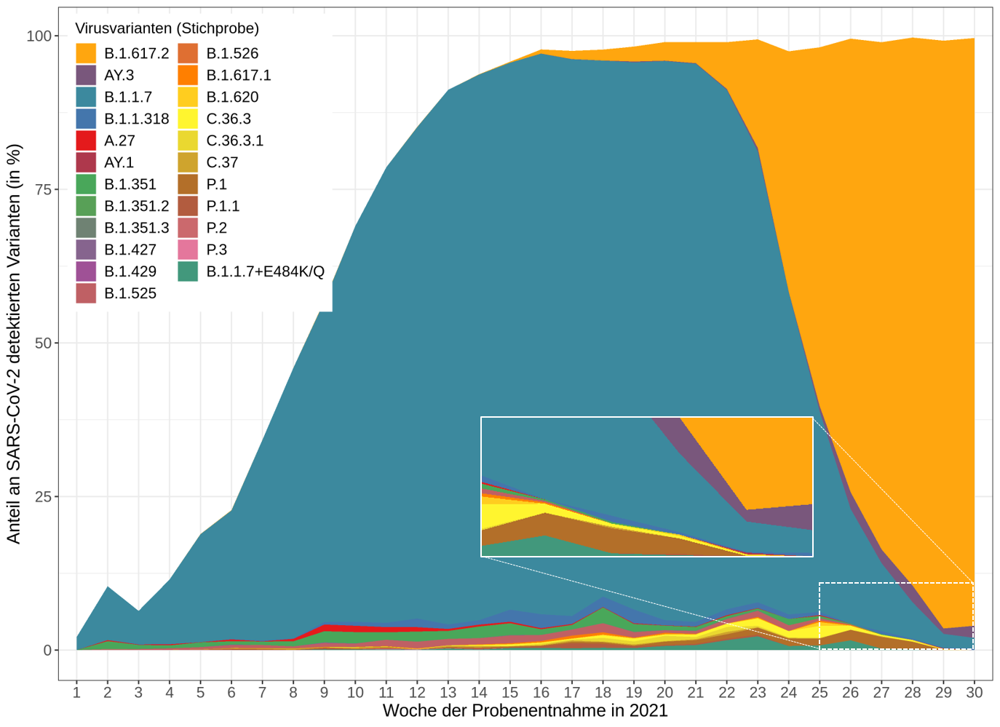 Virusvarianten (Stichprobe)
B.1.617.2
AY.3
B.1.1.7
B.1.1.318
A.27
AY.1
B.1.351
B.1.351.2
B.1.351.3
B.1.427
B.1.429
B.1.525
B.1.526
B.1.617.1
B.1.620
C.36.3
C.36.3.1
C.37
P.1
P.1.1
P.2
P.3
B.1.1.7+E484K/Q
Anteil an SARS-CoV-2 detektierten Varianten (in %)
100
75
50
25
0
1 2 3 4 5 6 7 8 9 10 11 12 13 14 15 16 17 18 19 20 21 22 23 24 25 26 27 28 29 30
Woche der Probenentnahme in 2021